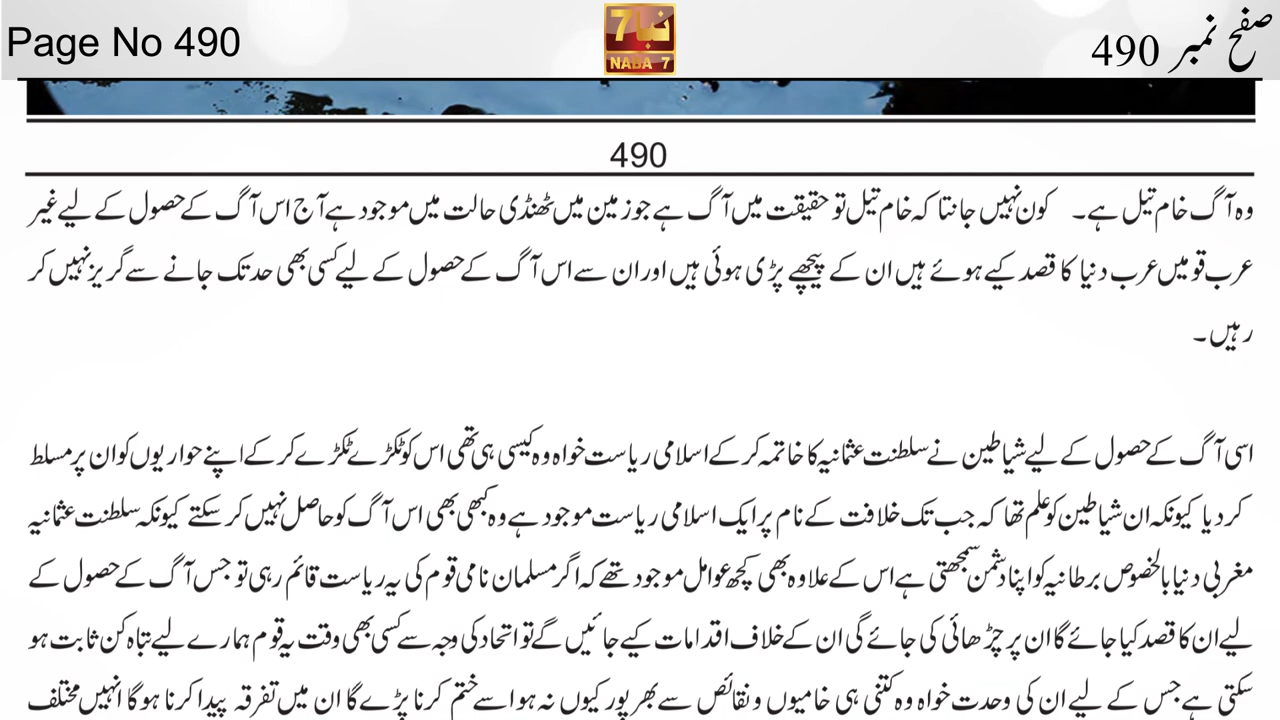 Page No 490
نبا 7
NABA 7
صفح نمبر 490
490
وہ آگ خام تیل ہے۔ کون نہیں جانتا کہ خام تیل تو حقیقت میں آگ ہے جو زمین میں ٹھنڈی حالت میں موجود ہے آج اس آگ کے حصول کے لیے غیر
عرب قومیں عرب دنیا کا قصد کیے ہوئے ہیں ان کے پیچھے پڑی ہوئی ہیں اور ان سے اس آگ کے حصول کے لیے کسی بھی حد تک جانے سے گریز نہیں کر
رہیں۔
اسی آگ کے حصول کے لیے شیاطین نے سلطنت عثمانیہ کا خاتمہ کر کے اسلامی ریاست خواہ وہ کیسی ہی تھی اس کو ٹکڑے ٹکڑے کر کے اپنے حواریوں کو ان پر مسلط
کر دیا کیونکہ ان شیاطین کو علم تھا کہ جب تک خلافت کے نام پر ایک اسلامی ریاست موجود ہے وہ کبھی بھی اس آگ کو حاصل نہیں کر سکتے کیونکہ سلطنت عثمانیہ
مغربی دنیا بالخصوص برطانیہ کو اپنا دشمن سمجھتی ہے اس کے علاوہ بھی کچھ عوامل موجود تھے کہ اگر مسلمان نامی قوم کی یہ ریاست قائم رہی تو جس آگ کے حصول کے
لیے ان کا قصد کیا جائے گا ان پر چڑھائی کی جائے گی ان کے خلاف اقدامات کیے جائیں گے تو اتحاد کی وجہ سے کسی بھی وقت یہ قوم ہمارے لیے تباہ کن ثابت ہو
سکتی ہے جس کے لیے ان کی وحدت خواہ وہ کتنی ہی خامیوں و نقائص سے بھرپور کیوں نہ ہو اسے ختم کرنا پڑے گا ان میں تفرقہ پیدا کرنا ہو گا انہیں مختلف